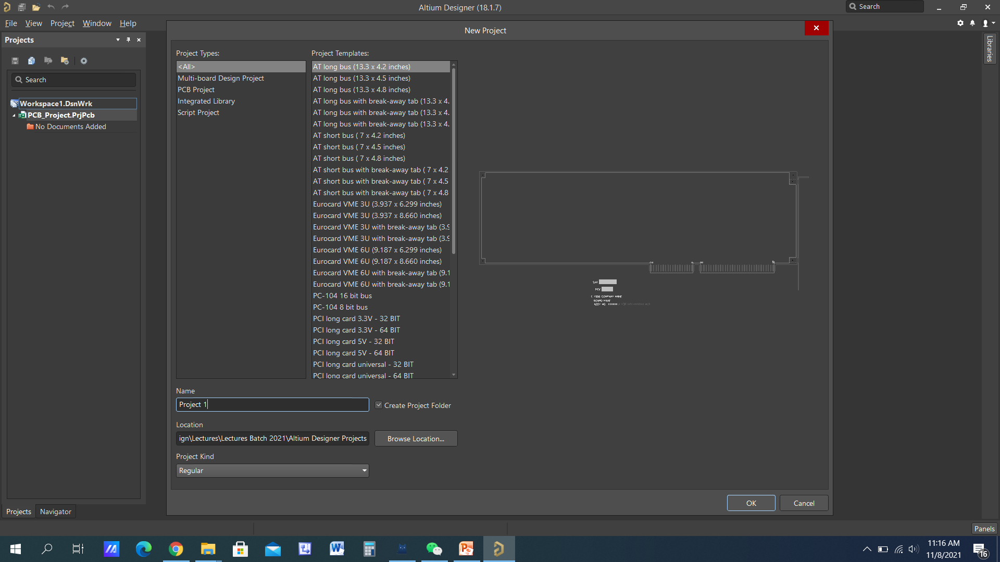 Altium Designer (18.1.7)
Search
File View Project Window Help
Projects
Search
Workspace1.DsnWrk
PCB_Project.PrjPcb
No Documents Added
Projects Navigator
New Project
Project Types:
<All>
Multi-board Design Project
PCB Project
Integrated Library
Script Project
Project Templates:
AT long bus (13.3 x 4.2 inches)
AT long bus (13.3 x 4.5 inches)
AT long bus (13.3 x 4.8 inches)
AT long bus with break-away tab (13.3 x 4.
AT long bus with break-away tab (13.3 x 4.
AT long bus with break-away tab (13.3 x 4.
AT short bus ( 7 x 4.2 inches)
AT short bus ( 7 x 4.5 inches)
AT short bus ( 7 x 4.8 inches)
AT short bus with break-away tab ( 7 x 4.2
AT short bus with break-away tab ( 7 x 4.5
AT short bus with break-away tab ( 7 x 4.8
Eurocard VME 3U (3.937 x 6.299 inches)
Eurocard VME 3U (3.937 x 8.660 inches)
Eurocard VME 3U with break-away tab (3.9
Eurocard VME 3U with break-away tab (3.9
Eurocard VME 6U (9.187 x 6.299 inches)
Eurocard VME 6U (9.187 x 8.660 inches)
Eurocard VME 6U with break-away tab (9.1
Eurocard VME 6U with break-away tab (9.1
PC-104 16 bit bus
PC-104 8 bit bus
PCI long card 3.3V - 32 BIT
PCI long card 3.3V - 64 BIT
PCI long card 5V - 32 BIT
PCI long card 5V - 64 BIT
PCI long card universal - 32 BIT
PCI long card universal - 64 BIT
Name
Project 1
Create Project Folder
Location
ign\Lectures\Lectures Batch 2021\Altium Designer Projects
Browse Location...
Project Kind
Regular
OK
Cancel
Libraries
Panels
11:16 AM
11/8/2021
16